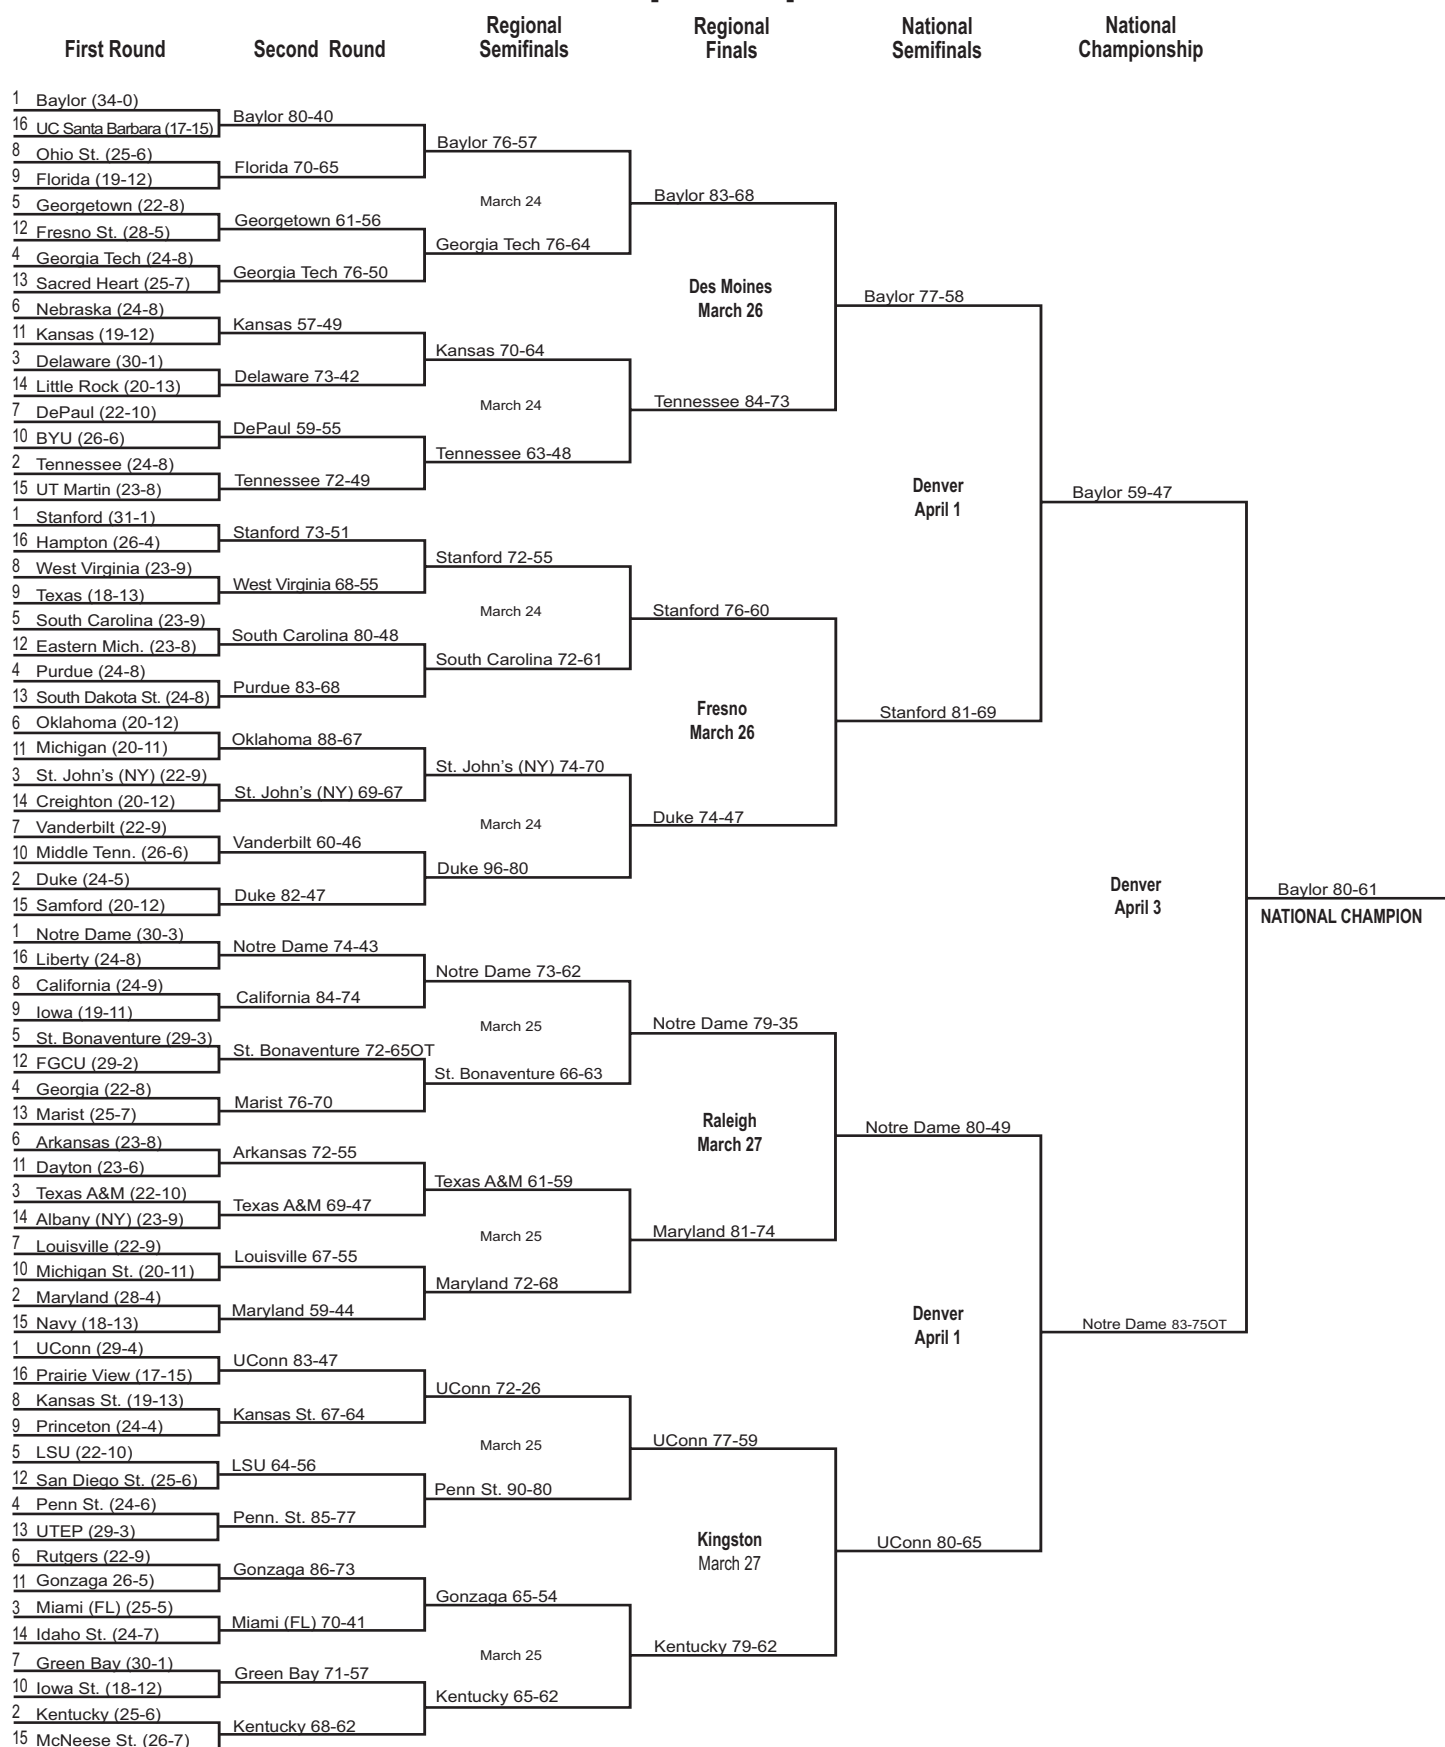 First Round
Second Round
Regional
Semifinals
Regional
Finals
National
Semifinals
National
Championship
1 Baylor (34-0)
16 UC Santa Barbara (17-15)
8 Ohio St. (25-6)
9 Florida (19-12)
5 Georgetown (22-8)
12 Fresno St. (28-5)
4 Georgia Tech (24-8)
13 Sacred Heart (25-7)
6 Nebraska (24-8)
11 Kansas (19-12)
3 Delaware (30-1)
14 Little Rock (20-13)
7 DePaul (22-10)
10 BYU (26-6)
2 Tennessee (24-8)
15 UT Martin (23-8)
1 Stanford (31-1)
16 Hampton (26-4)
8 West Virginia (23-9)
9 Texas (18-13)
5 South Carolina (23-9)
12 Eastern Mich. (23-8)
4 Purdue (24-8)
13 South Dakota St. (24-8)
6 Oklahoma (20-12)
11 Michigan (20-11)
3 St. John's (NY) (22-9)
14 Creighton (20-12)
7 Vanderbilt (22-9)
10 Middle Tenn. (26-6)
2 Duke (24-5)
15 Samford (20-12)
1 Notre Dame (30-3)
16 Liberty (24-8)
8 California (24-9)
9 Iowa (19-11)
5 St. Bonaventure (29-3)
12 FGCU (29-2)
4 Georgia (22-8)
13 Marist (25-7)
6 Arkansas (23-8)
11 Dayton (23-6)
3 Texas A&M (22-10)
14 Albany (NY) (23-9)
7 Louisville (22-9)
10 Michigan St. (20-11)
2 Maryland (28-4)
15 Navy (18-13)
1 UConn (29-4)
16 Prairie View (17-15)
8 Kansas St. (19-13)
9 Princeton (24-4)
5 LSU (22-10)
12 San Diego St. (25-6)
4 Penn St. (24-6)
13 UTEP (29-3)
6 Rutgers (22-9)
11 Gonzaga 26-5)
3 Miami (FL) (25-5)
14 Idaho St. (24-7)
7 Green Bay (30-1)
10 Iowa St. (18-12)
2 Kentucky (25-6)
15 McNeese St. (26-7)
Baylor 80-40
Florida 70-65
Georgetown 61-56
Georgia Tech 76-50
Kansas 57-49
Delaware 73-42
DePaul 59-55
Tennessee 72-49
Stanford 73-51
West Virginia 68-55
South Carolina 80-48
Purdue 83-68
Oklahoma 88-67
St. John's (NY) 69-67
Vanderbilt 60-46
Duke 82-47
Notre Dame 74-43
California 84-74
St. Bonaventure 72-65OT
Marist 76-70
Arkansas 72-55
Texas A&M 69-47
Louisville 67-55
Maryland 59-44
UConn 83-47
Kansas St. 67-64
LSU 64-56
Penn. St. 85-77
Gonzaga 86-73
Miami (FL) 70-41
Green Bay 71-57
Kentucky 68-62
Baylor 76-57
March 24
Georgia Tech 76-64
Kansas 70-64
March 24
Tennessee 63-48
Stanford 72-55
March 24
South Carolina 72-61
St. John's (NY) 74-70
March 24
Duke 96-80
Notre Dame 73-62
March 25
St. Bonaventure 66-63
Texas A&M 61-59
March 25
Maryland 72-68
UConn 72-26
March 25
Penn St. 90-80
Gonzaga 65-54
March 25
Kentucky 65-62
Baylor 83-68
Des Moines
March 26
Tennessee 84-73
Stanford 76-60
Fresno
March 26
Duke 74-47
Notre Dame 79-35
Raleigh
March 27
Maryland 81-74
UConn 77-59
Kingston
March 27
Kentucky 79-62
Baylor 77-58
Denver
April 1
Stanford 81-69
Notre Dame 80-49
Denver
April 1
UConn 80-65
Baylor 59-47
Denver
April 3
Notre Dame 83-75OT
Baylor 80-61
NATIONAL CHAMPION